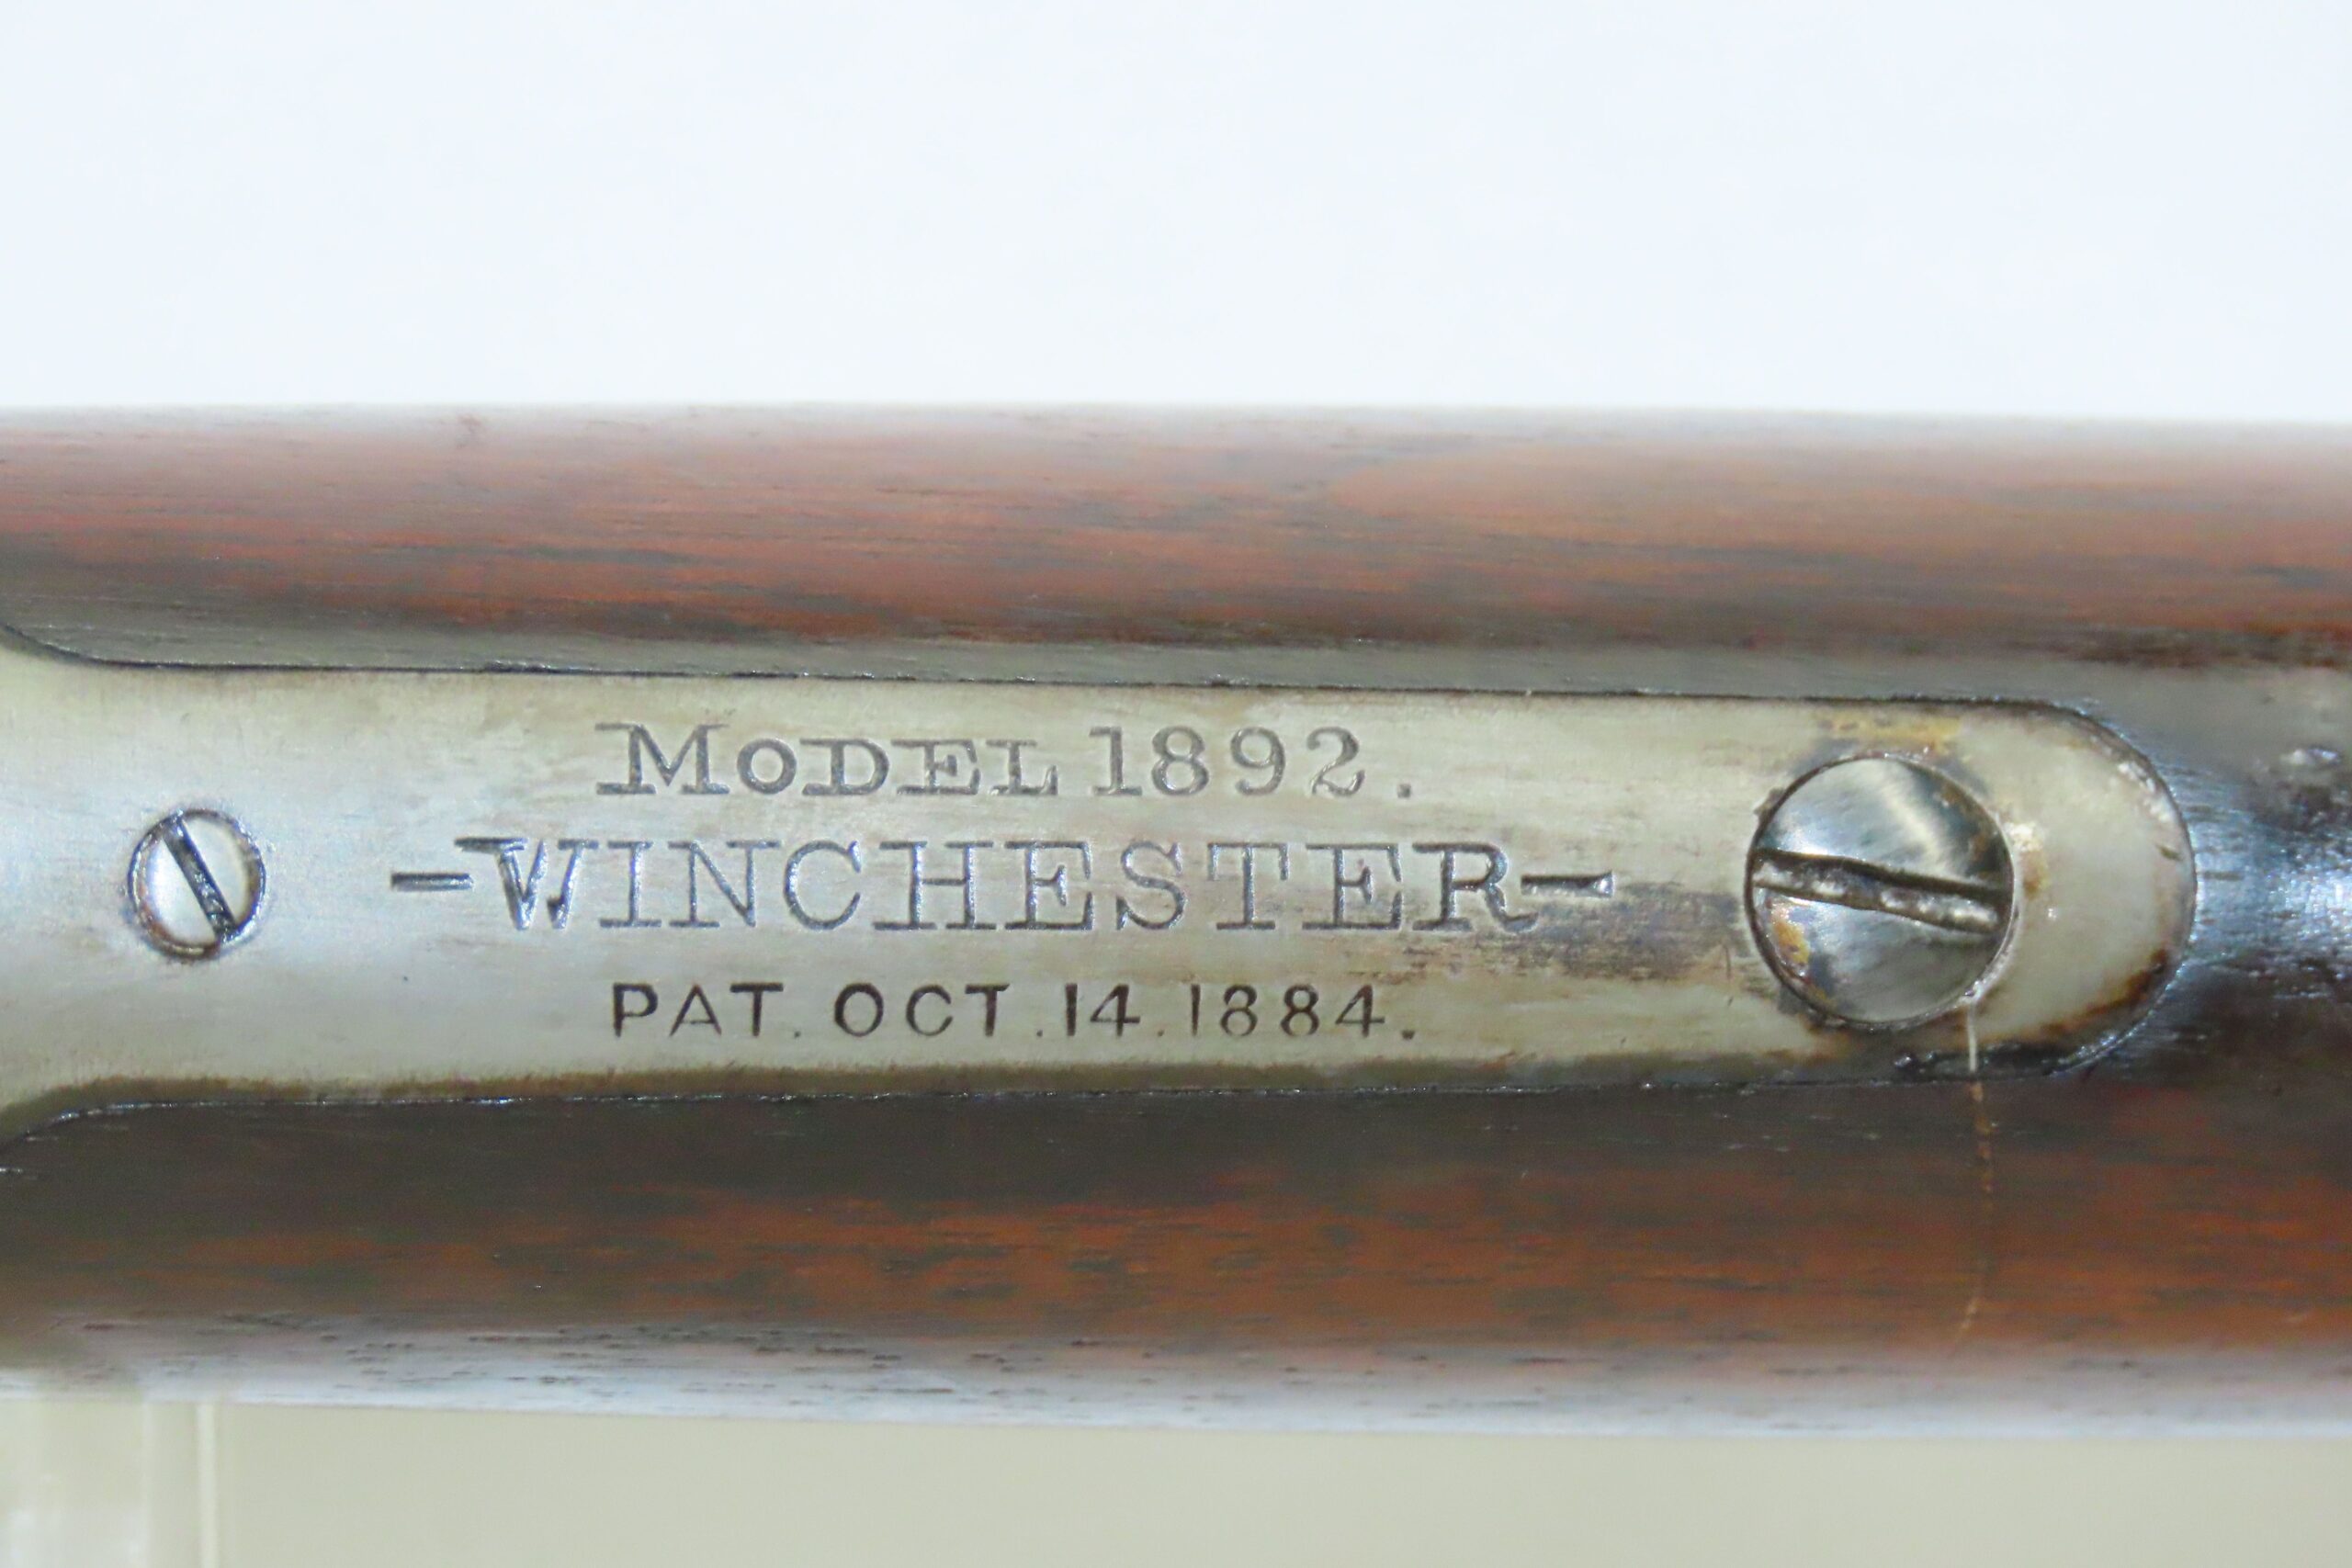 MODEL 1892.
-WINCHESTER-
PAT. OCT. 14. 1884.